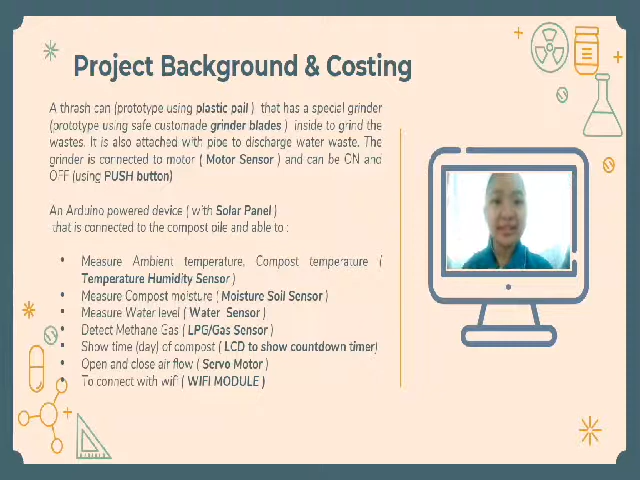 Project Background & Costing
A thrash can (prototype using plastic pail ) that has a special grinder
(prototype using safe customade grinder blades ) inside to grind the
wastes. It is also attached with pipe to discharge water waste. The
grinder is connected to motor ( Motor Sensor ) and can be ON and
OFF (using PUSH button)
An Arduino powered device ( with Solar Panel )
that is connected to the compost pile and able to :
• Measure Ambient temperature, Compost temperature (
Temperature Humidity Sensor )
• Measure Compost moisture ( Moisture Soil Sensor )
• Measure Water level ( Water Sensor )
• Detect Methane Gas ( LPG/Gas Sensor )
• Show time (day) of compost ( LCD to show countdown timer)
• Open and close air flow ( Servo Motor )
• To connect with wifi ( WIFI MODULE )